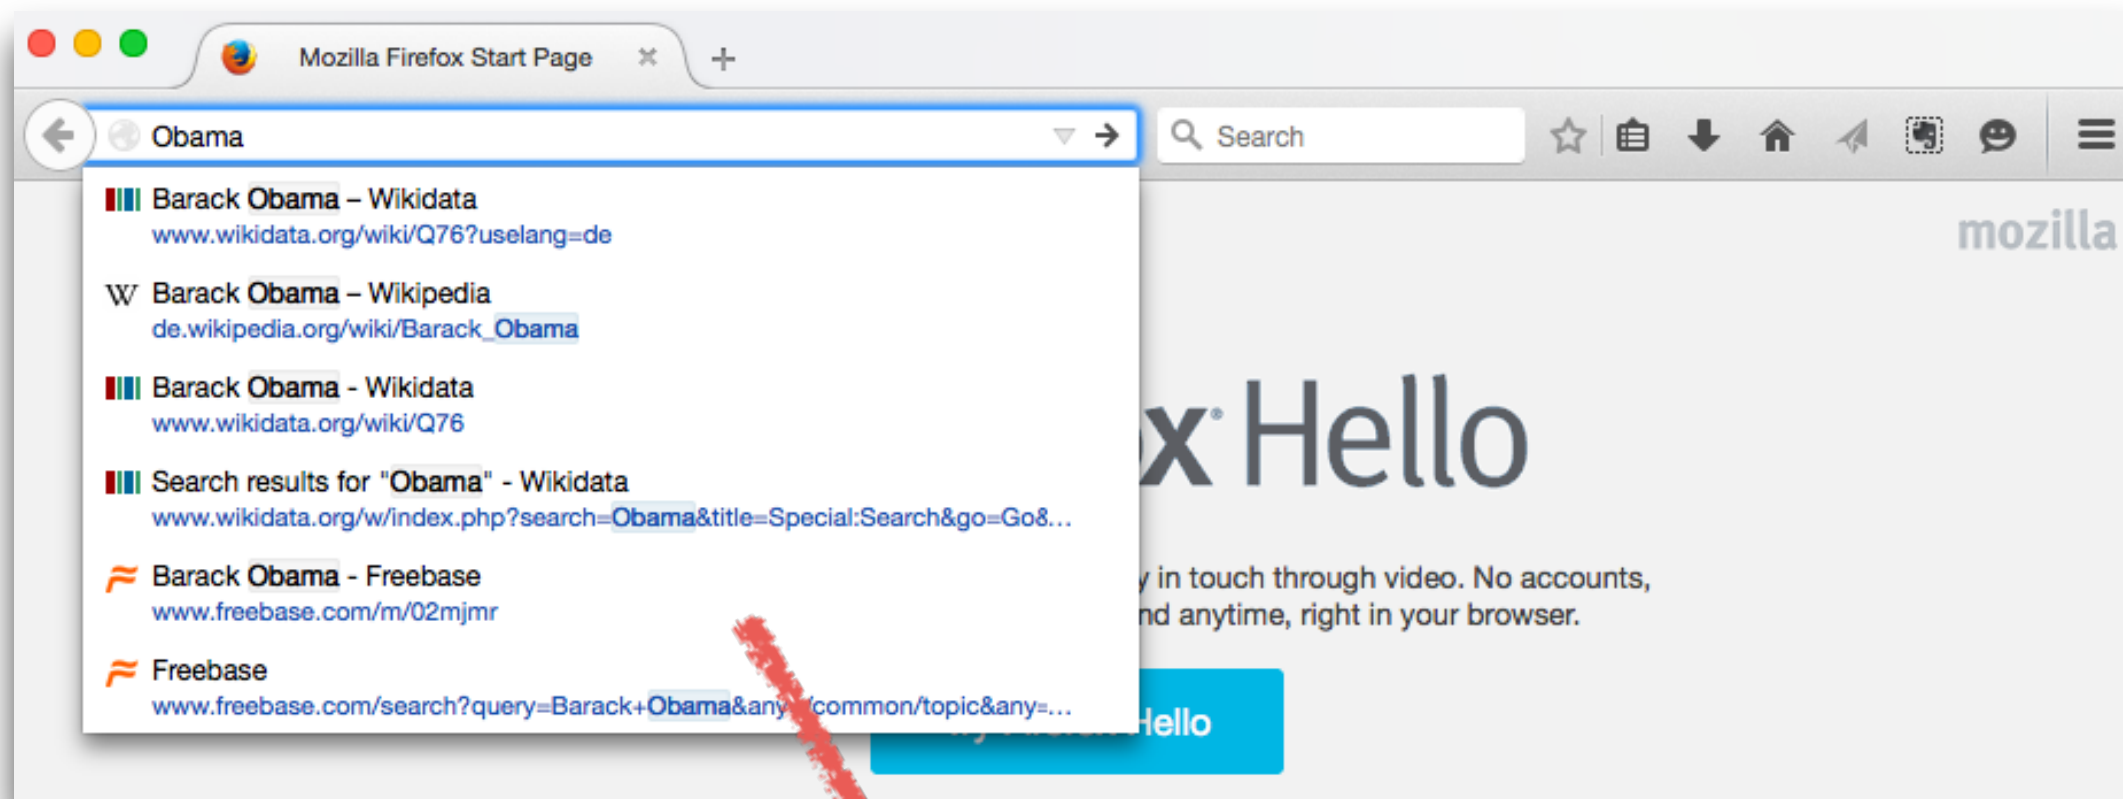 Mozilla Firefox Start Page
Obama
Search
Barack Obama – Wikidata
www.wikidata.org/wiki/Q76?uselang=de
W Barack Obama – Wikipedia
de.wikipedia.org/wiki/Barack_Obama
Barack Obama - Wikidata
www.wikidata.org/wiki/Q76
Search results for "Obama" - Wikidata
www.wikidata.org/w/index.php?search=Obama&title=Special:Search&go=Go&...
Barack Obama - Freebase
www.freebase.com/m/02mjmr
Freebase
www.freebase.com/search?query=Barack+Obama&any /common/topic&any=...
mozilla
x Hello
y in touch through video. No accounts,
nd anytime, right in your browser.
Hello